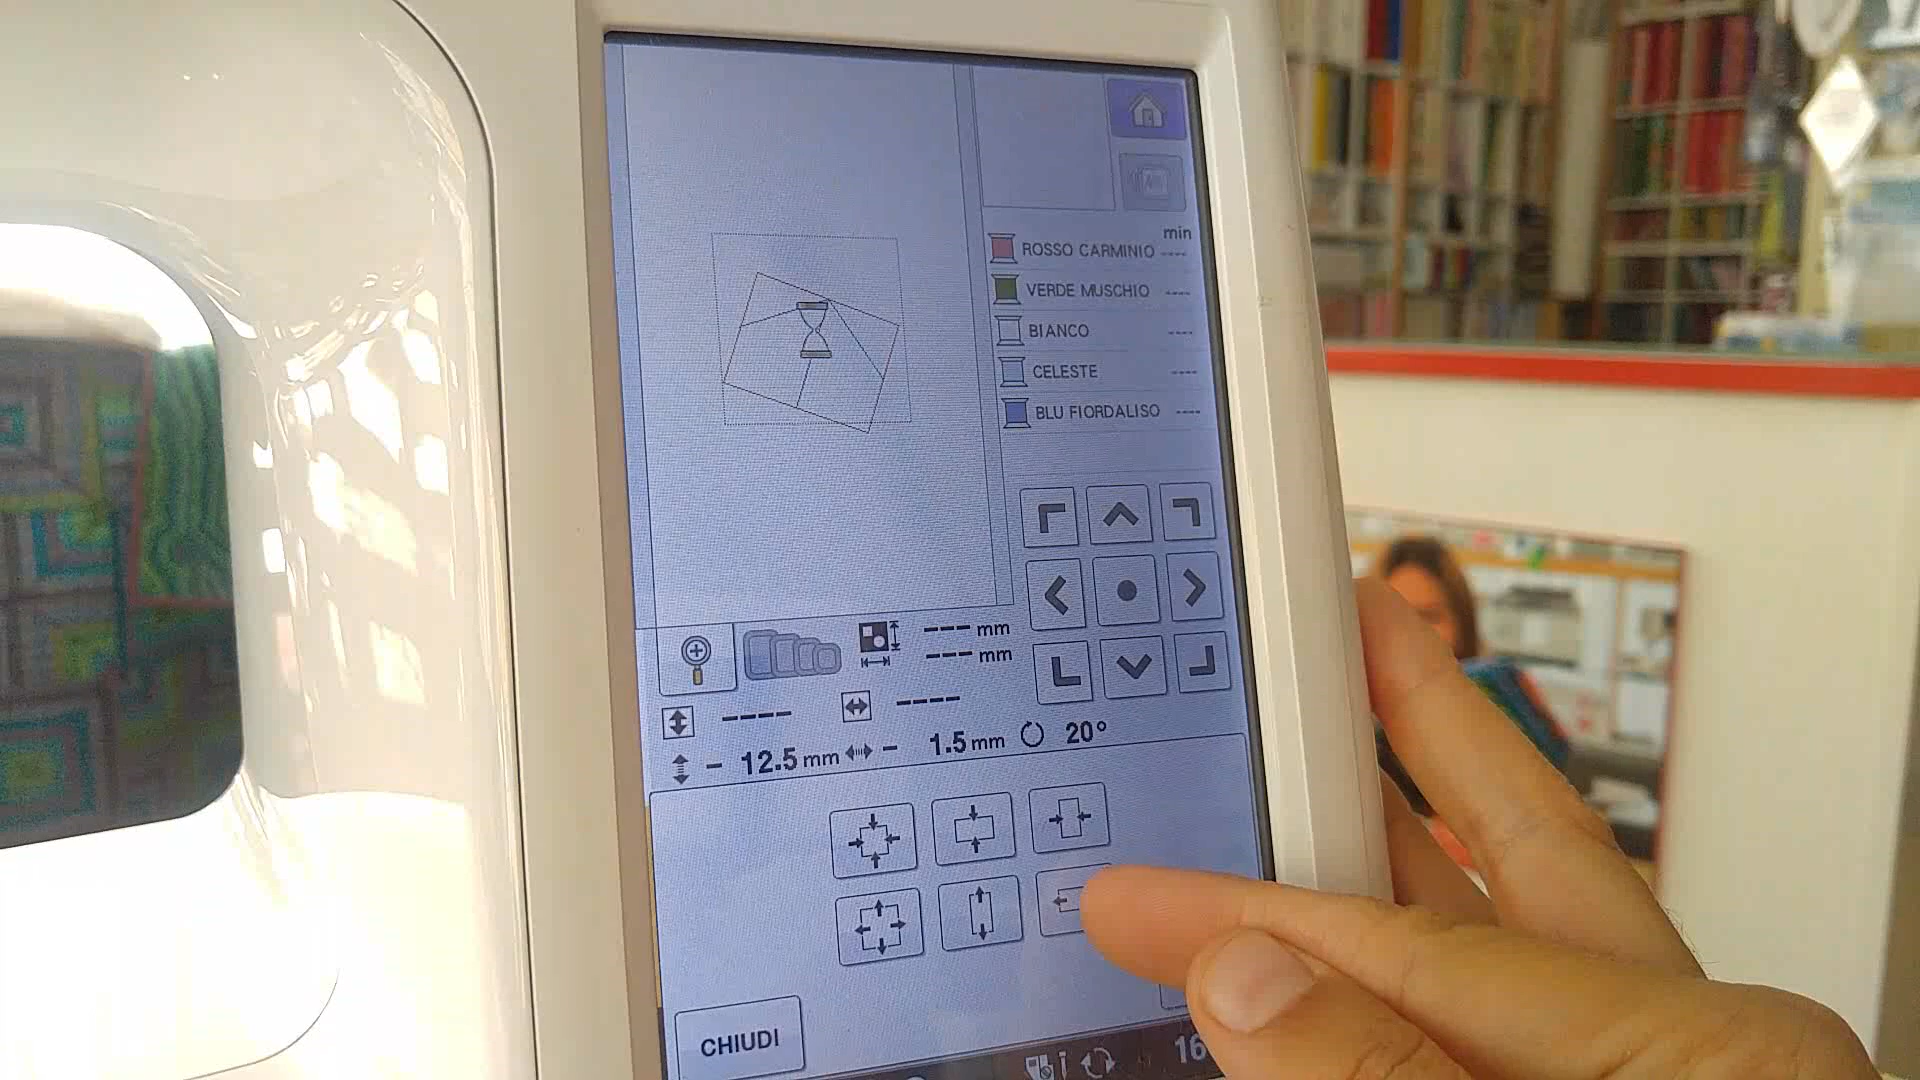 min
ROSSO CARMINIO ----
VERDE MUSCHIO ----
BIANCO ----
CELESTE ----
BLU FIORDALISO ----
--- mm
--- mm
---- ----
- 12.5 mm - 1.5 mm 20°
CHIUDI
16